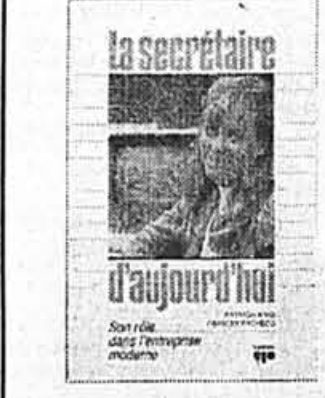 la secrétaire
d'aujourd'hui
Son rôle
dans l'entreprise
moderne